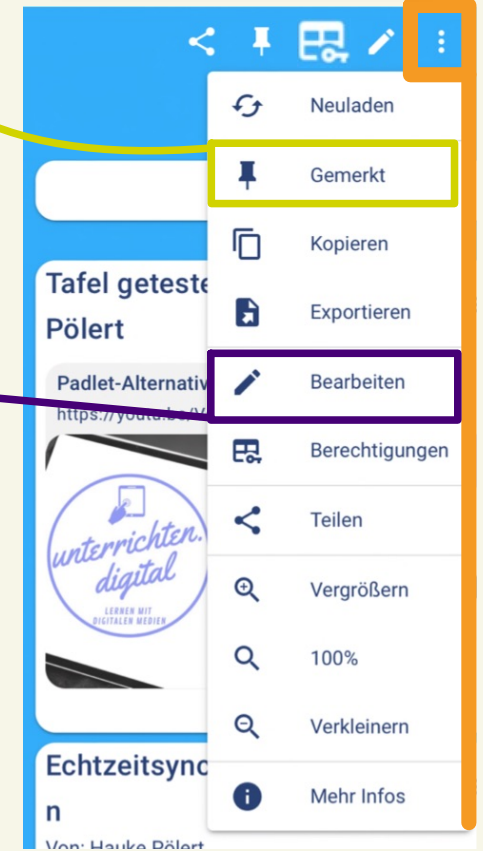 Neuladen
Gemerkt
Kopieren
Exportieren
Bearbeiten
Berechtigungen
Teilen
Vergrößern
100%
Verkleinern
Mehr Infos
Tafel geteste
Pölert
Padlet-Alternativ
https://youtu.be/V
unterrichten.
digital
LERNEN MIT
DIGITALEN MEDIEN
Echtzeitsync
n
Von: Hauke Pölert